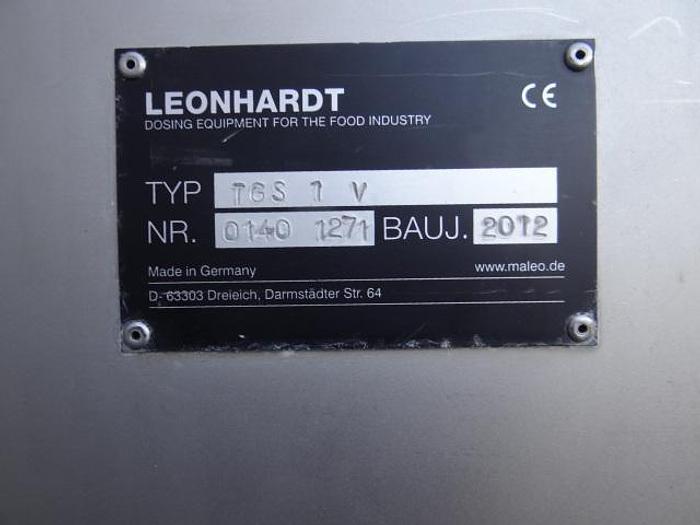 LEONHARDT CE
DOSING EQUIPMENT FOR THE FOOD INDUSTRY
TYP TGS 1 V
NR. 0140 1271 BAUJ. 2012
Made in Germany www.maleo.de
D- 63303 Dreieich, Darmstädter Str. 64